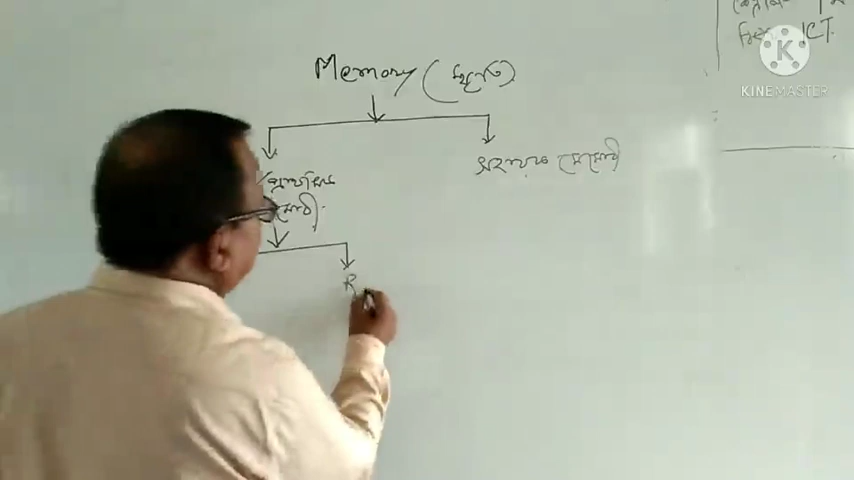 ICT
KINEMASTER
Memory (স্মৃতি)
সহায়ক মেমোরী
প্রাথমিক
মোরী
R